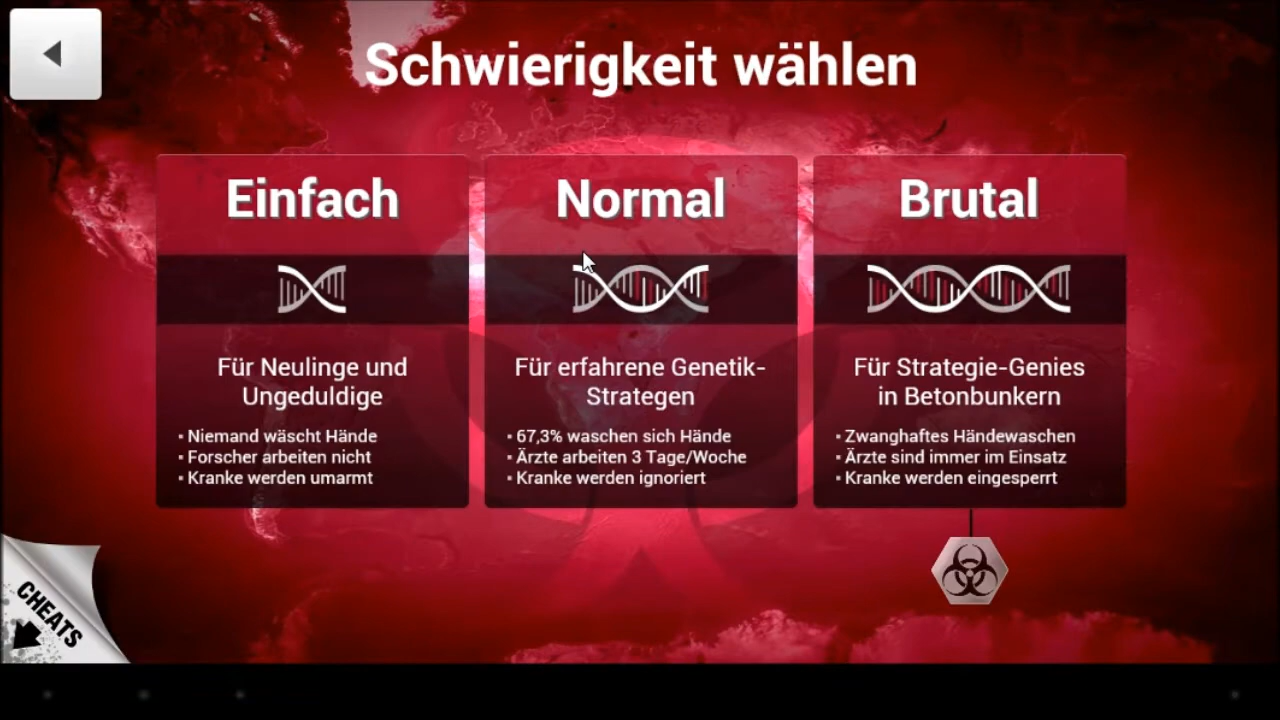 Schwierigkeit wählen
Einfach
Für Neulinge und
Ungeduldige
▪ Niemand wäscht Hände
▪ Forscher arbeiten nicht
▪ Kranke werden umarmt
Normal
Für erfahrene Genetik-
Strategen
▪ 67,3% waschen sich Hände
▪ Ärzte arbeiten 3 Tage/Woche
▪ Kranke werden ignoriert
Brutal
Für Strategie-Genies
in Betonbunkern
▪ Zwanghaftes Händewaschen
▪ Ärzte sind immer im Einsatz
▪ Kranke werden eingesperrt
CHEATS